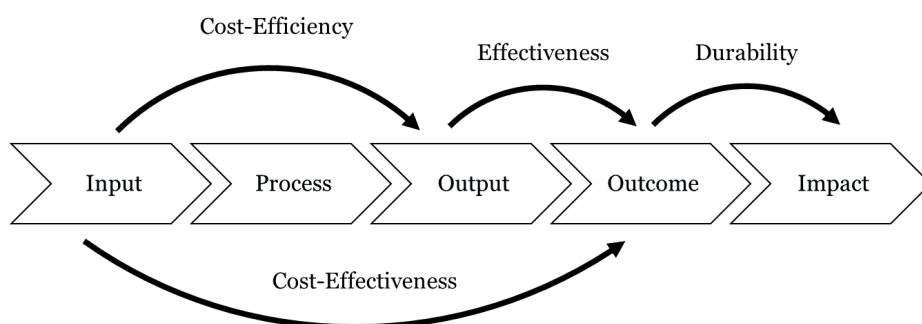 Cost-Efficiency
Effectiveness
Durability
Input
Process
Output
Outcome
Impact
Cost-Effectiveness